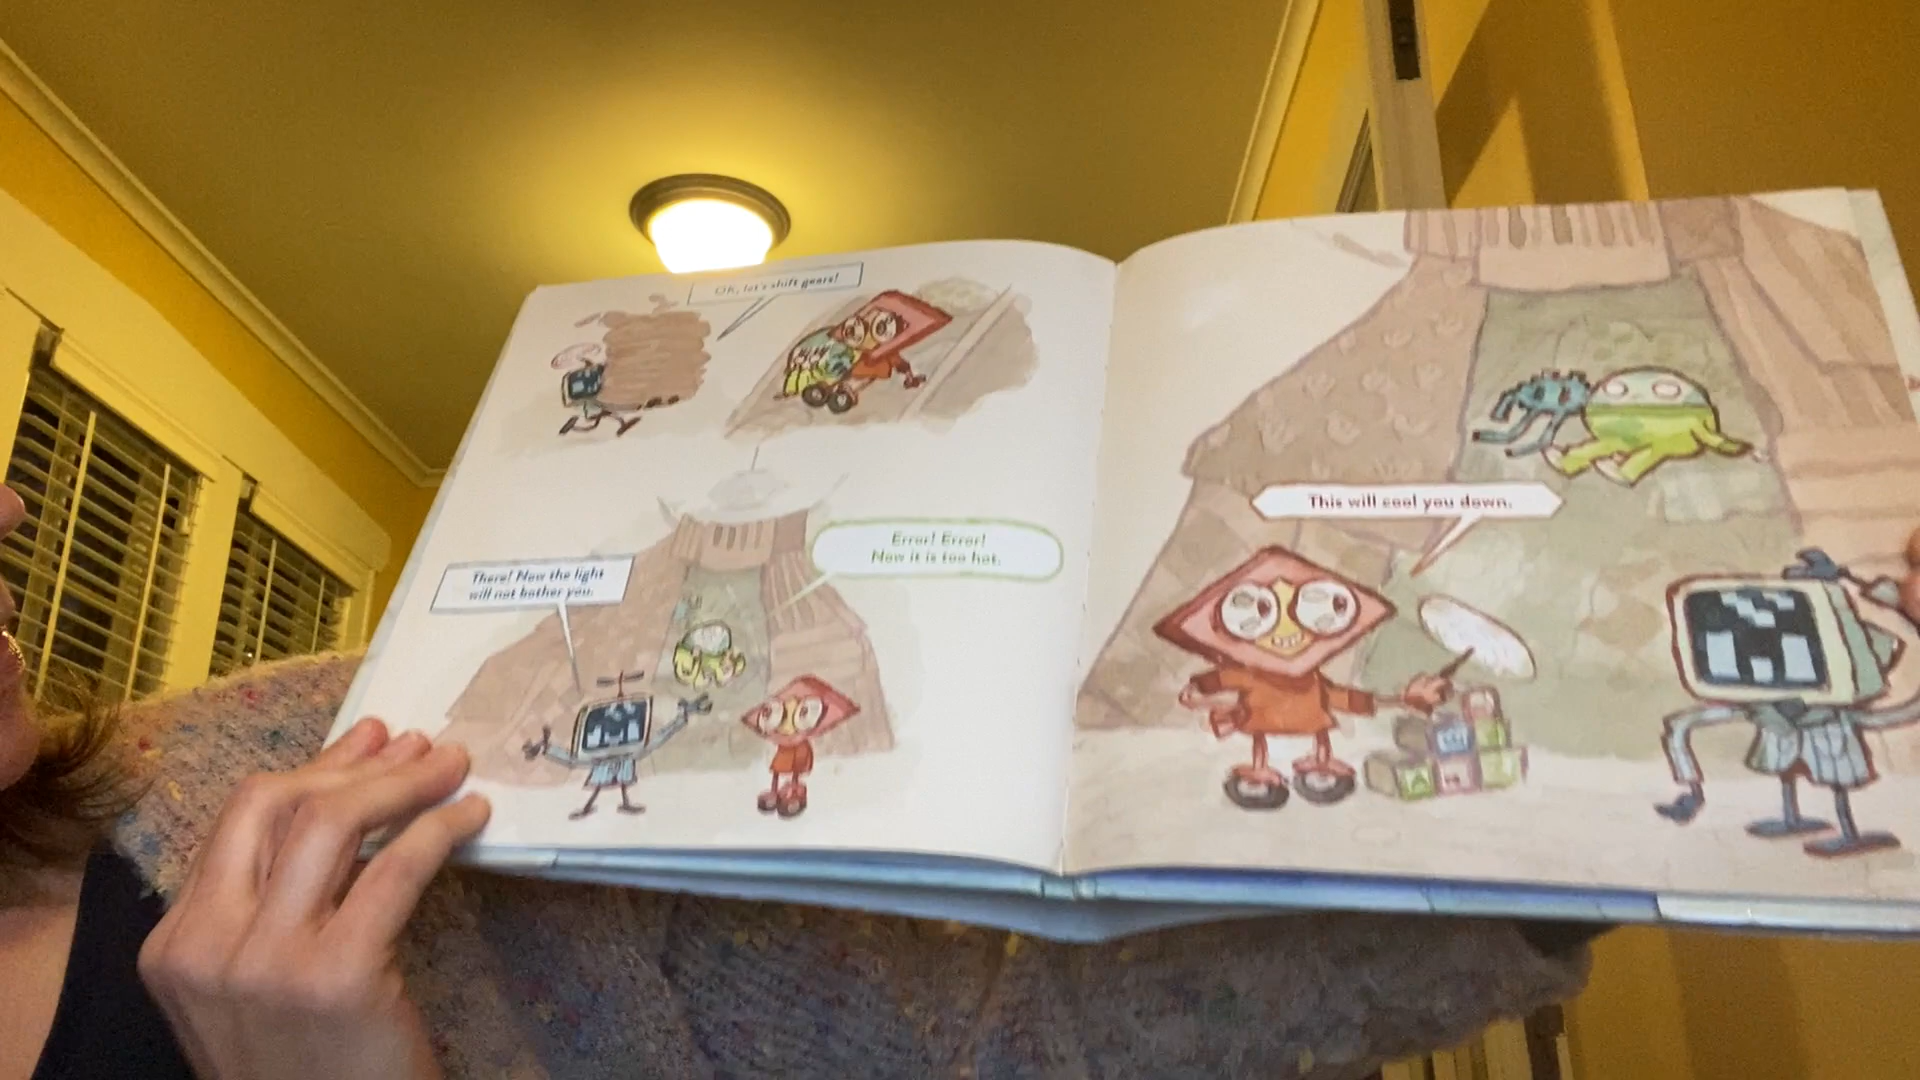 OK, let's shift gears!
There! Now the light
will not bother you.
Error! Error!
Now it is too hot.
This will cool you down.